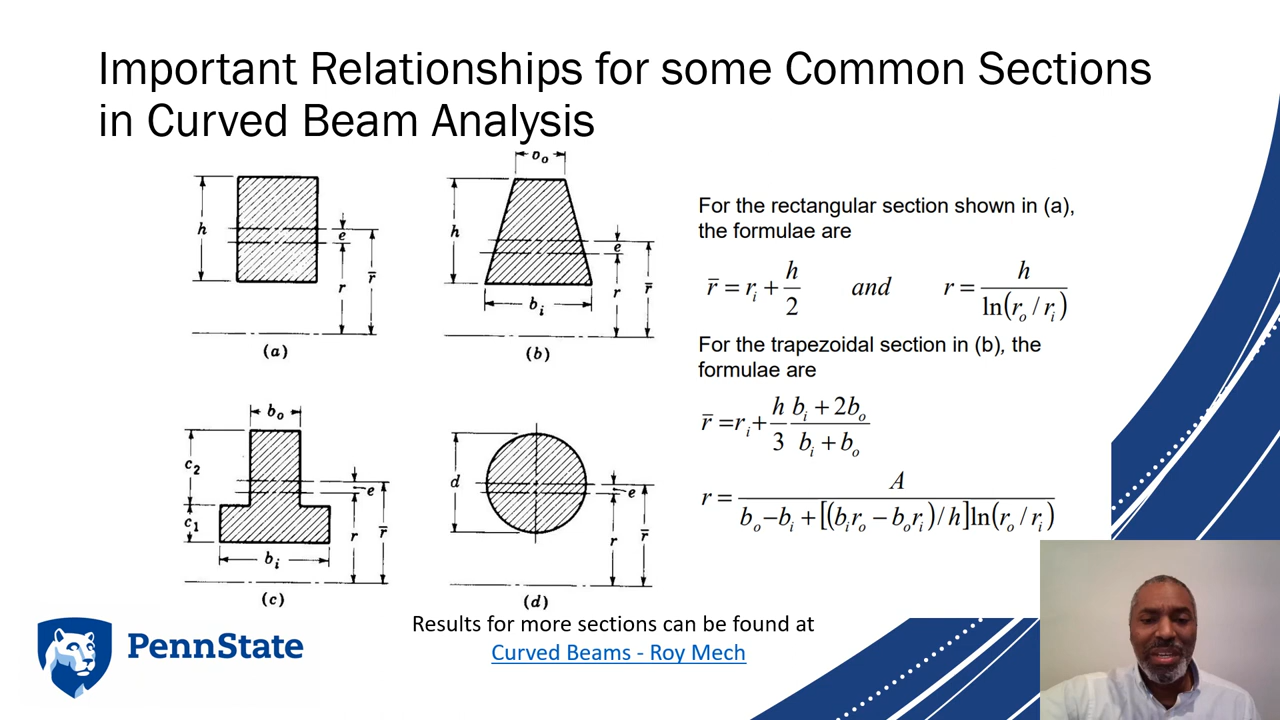 Important Relationships for some Common Sections
in Curved Beam Analysis
h
e
r
r̄
(a)
b_o
h
b_i
e
r
r̄
(b)
b_o
c₂
c₁
b_i
e
r
r̄
(c)
d
e
r
r̄
(d)
For the rectangular section shown in (a),
the formulae are
r̄ = r_i + h/2 and r = h / ln(r_o / r_i)
For the trapezoidal section in (b), the
formulae are
r̄ = r_i + h/3 (b_i + 2b_o)/(b_i + b_o)
r = A / (b_o − b_i + [(b_i r_o − b_o r_i) / h] ln(r_o / r_i))
Results for more sections can be found at
Curved Beams - Roy Mech
PennState